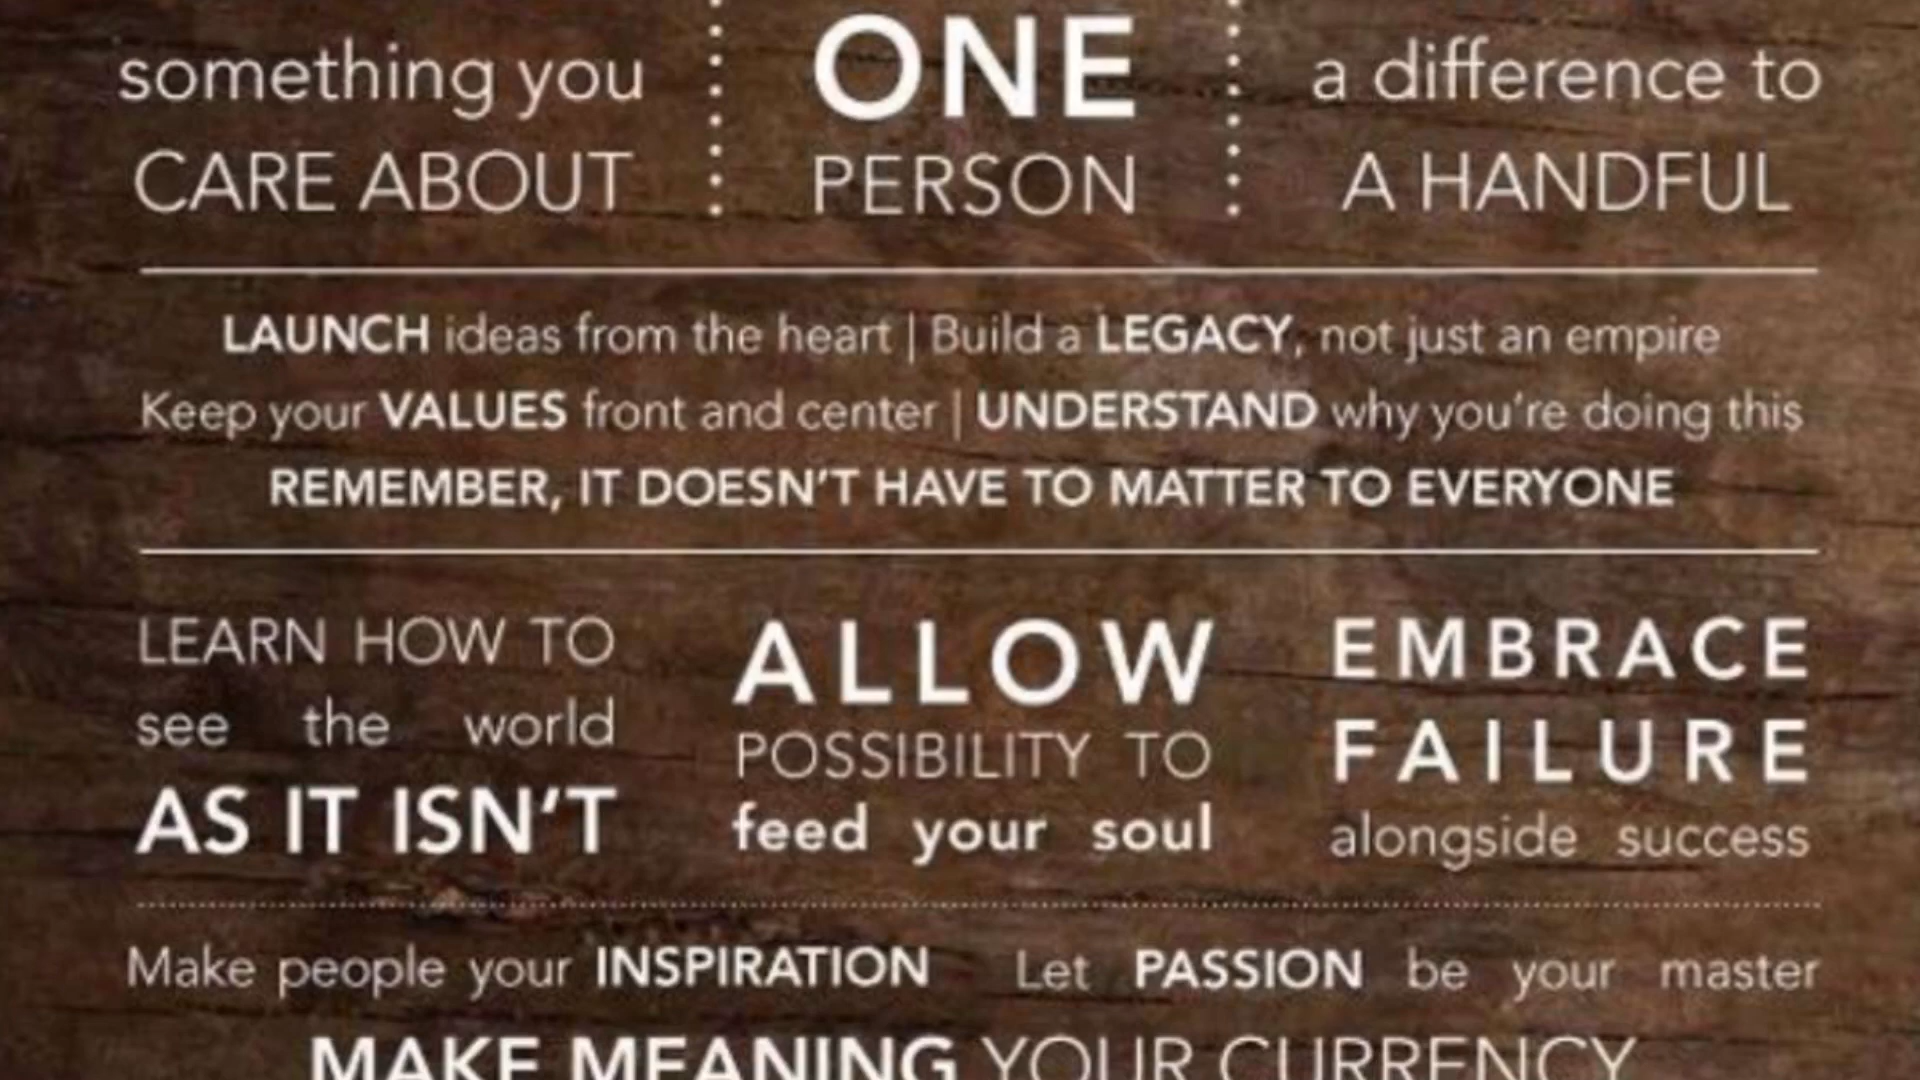 something you
CARE ABOUT
ONE
PERSON
a difference to
A HANDFUL
LAUNCH ideas from the heart | Build a LEGACY, not just an empire
Keep your VALUES front and center | UNDERSTAND why you're doing this
REMEMBER, IT DOESN'T HAVE TO MATTER TO EVERYONE
LEARN HOW TO
see the world
AS IT ISN'T
ALLOW
POSSIBILITY TO
feed your soul
EMBRACE
FAILURE
alongside success
Make people your INSPIRATION Let PASSION be your master
MAKE MEANING YOUR CURRENCY